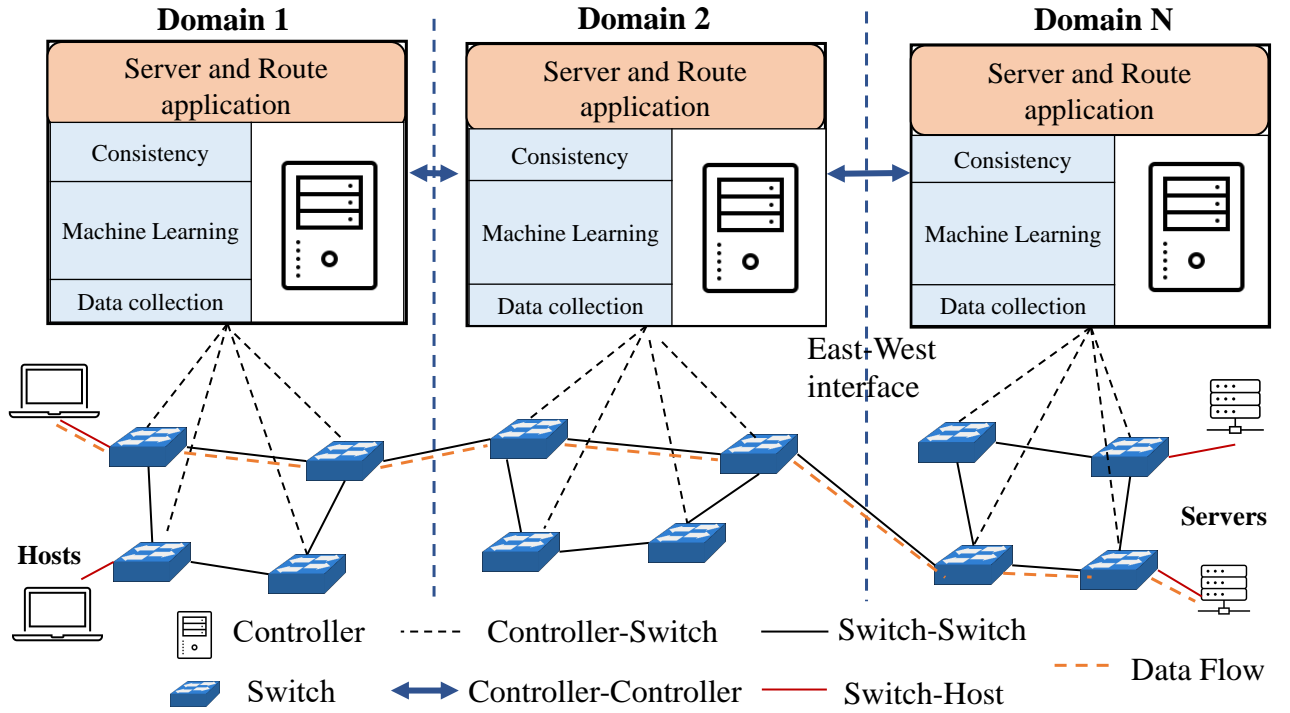 Domain 1
Domain 2
Domain N
Server and Route
application
Server and Route
application
Server and Route
application
Consistency
Machine Learning
Data collection
Consistency
Machine Learning
Data collection
Consistency
Machine Learning
Data collection
East-West
interface
Hosts
Servers
Controller
Controller-Switch
Switch-Switch
Data Flow
Switch
Controller-Controller
Switch-Host